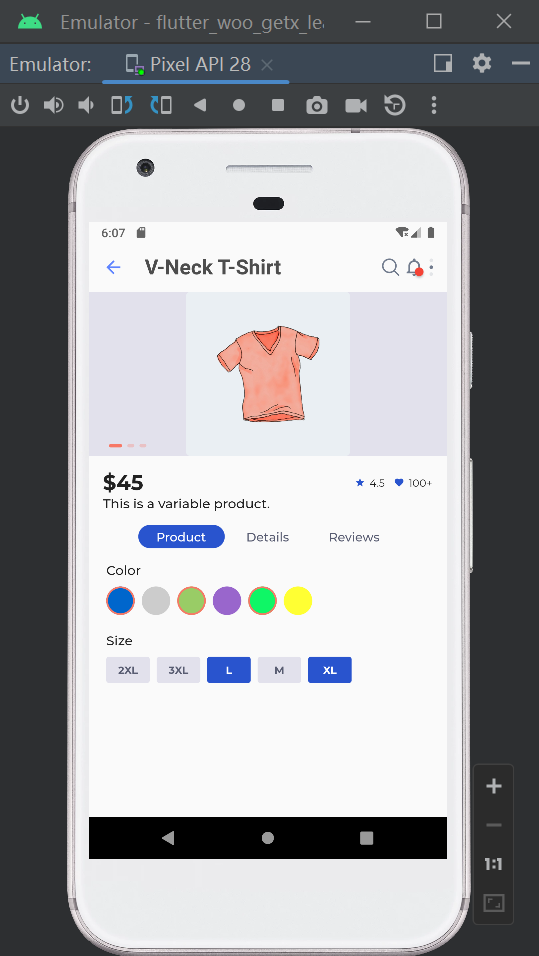 Emulator - flutter_woo_getx_le
Emulator: Pixel API 28
6:07
V-Neck T-Shirt
$45
4.5 100+
This is a variable product.
Product Details Reviews
Color
Size
2XL 3XL L M XL
1:1